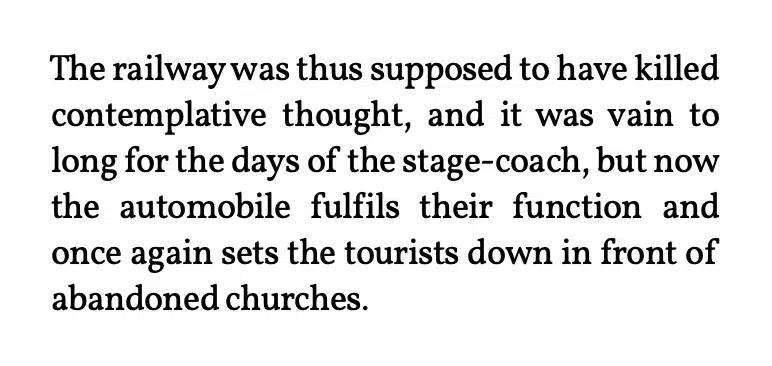 The railway was thus supposed to have killed
contemplative thought, and it was vain to
long for the days of the stage-coach, but now
the automobile fulfils their function and
once again sets the tourists down in front of
abandoned churches.